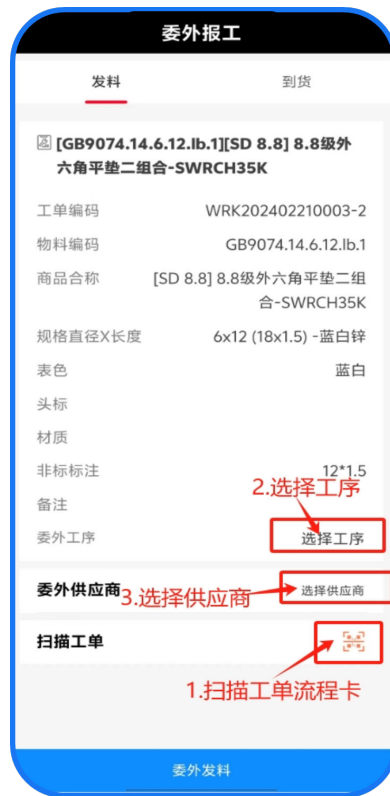 委外报工
发料 到货
[GB9074.14.6.12.lb.1][SD 8.8] 8.8级外
六角平垫二组合-SWRCH35K
工单编码 WRK202402210003-2
物料编码 GB9074.14.6.12.lb.1
商品合称 [SD 8.8] 8.8级外六角平垫二组
合-SWRCH35K
规格直径X长度 6x12 (18x1.5) -蓝白锌
表色 蓝白
头标
材质
非标标注 12*1.5
2.选择工序
备注
委外工序 选择工序
委外供应商 3.选择供应商 选择供应商
扫描工单
1.扫描工单流程卡
委外发料